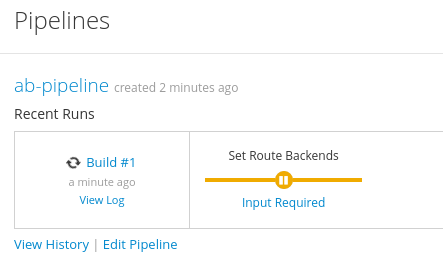 Pipelines
ab-pipeline created 2 minutes ago
Recent Runs
Build #1
a minute ago
View Log
Set Route Backends
Input Required
View History | Edit Pipeline